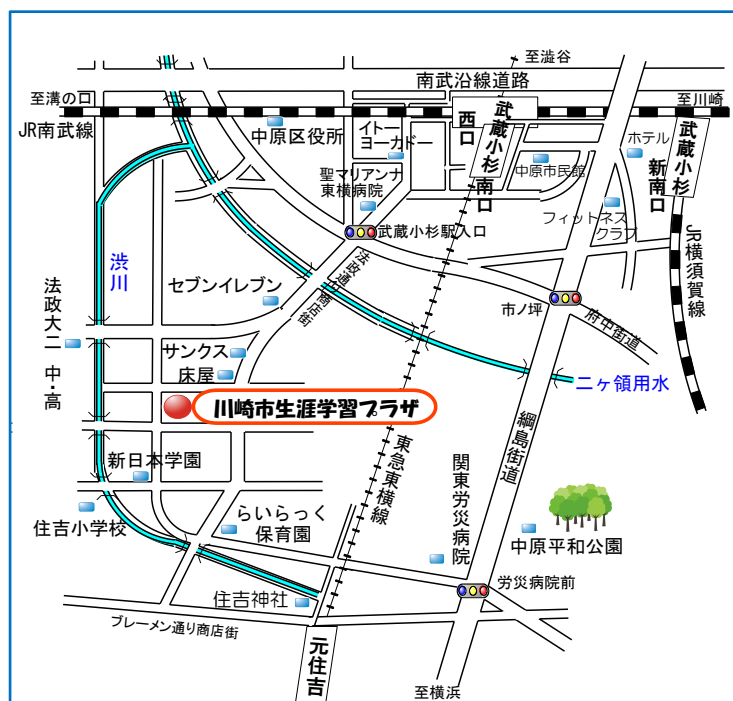 至澁谷
南武沿線道路
至溝の口
至川崎
JR南武線
中原区役所
イトー
ヨーカドー
西口
武蔵小杉
南口
中原市民館
ホテル
新南口
武蔵小杉
聖マリアンナ
東横病院
フィットネス
クラブ
武蔵小杉駅入口
JR横須賀線
渋川
セブンイレブン
法政通り商店街
市ノ坪
府中街道
法政大二 中・高
サンクス
床屋
二ヶ領用水
川崎市生涯学習プラザ
綱島街道
東急東横線
新日本学園
関東労災病院
住吉小学校
らいらっく
保育園
中原平和公園
住吉神社
労災病院前
ブレーメン通り商店街
元住吉
至横浜